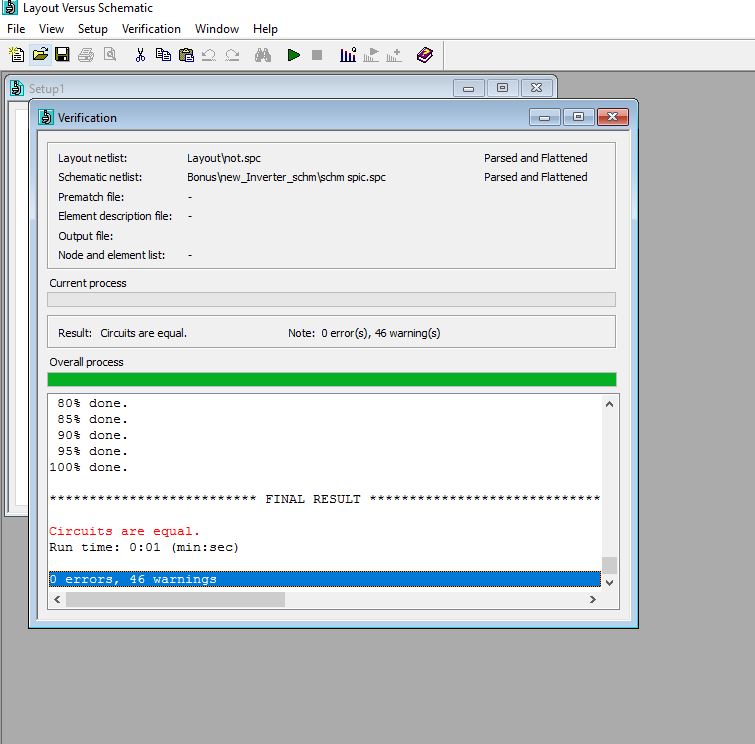 Layout Versus Schematic
File View Setup Verification Window Help
Setup1
Verification
Layout netlist: Layout\not.spc Parsed and Flattened
Schematic netlist: Bonus\new_Inverter_schm\schm spic.spc Parsed and Flattened
Prematch file: -
Element description file: -
Output file:
Node and element list: -
Current process
Result: Circuits are equal. Note: 0 error(s), 46 warning(s)
Overall process
80% done.
85% done.
90% done.
95% done.
100% done.
************************** FINAL RESULT *****************************
Circuits are equal.
Run time: 0:01 (min:sec)
0 errors, 46 warnings